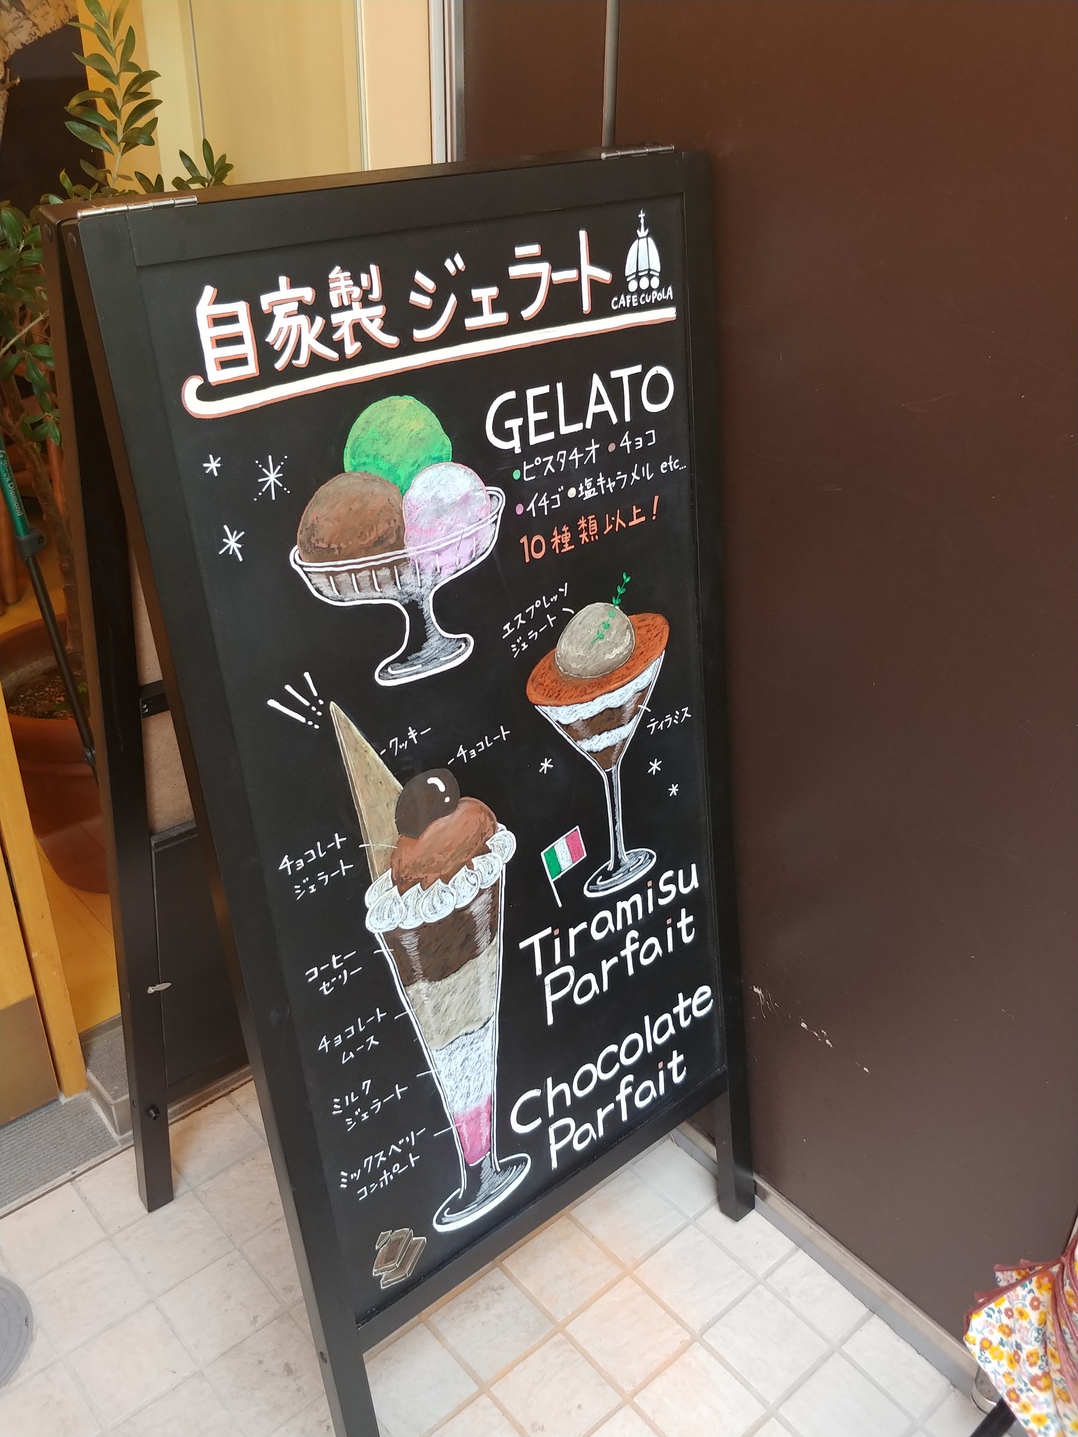 自家製ジェラート
CAFE CUPOLA
GELATO
•ピスタチオ •チョコ
•イチゴ •塩キャラメル etc...
10種類以上!
エスプレッソ
ジェラート
ティラミス
クッキー
チョコレート
チョコレート
ジェラート
コーヒー
ゼリー
チョコレート
ムース
ミルク
ジェラート
ミックスベリー
コンポート
Tiramisu
Parfait
Chocolate
Parfait